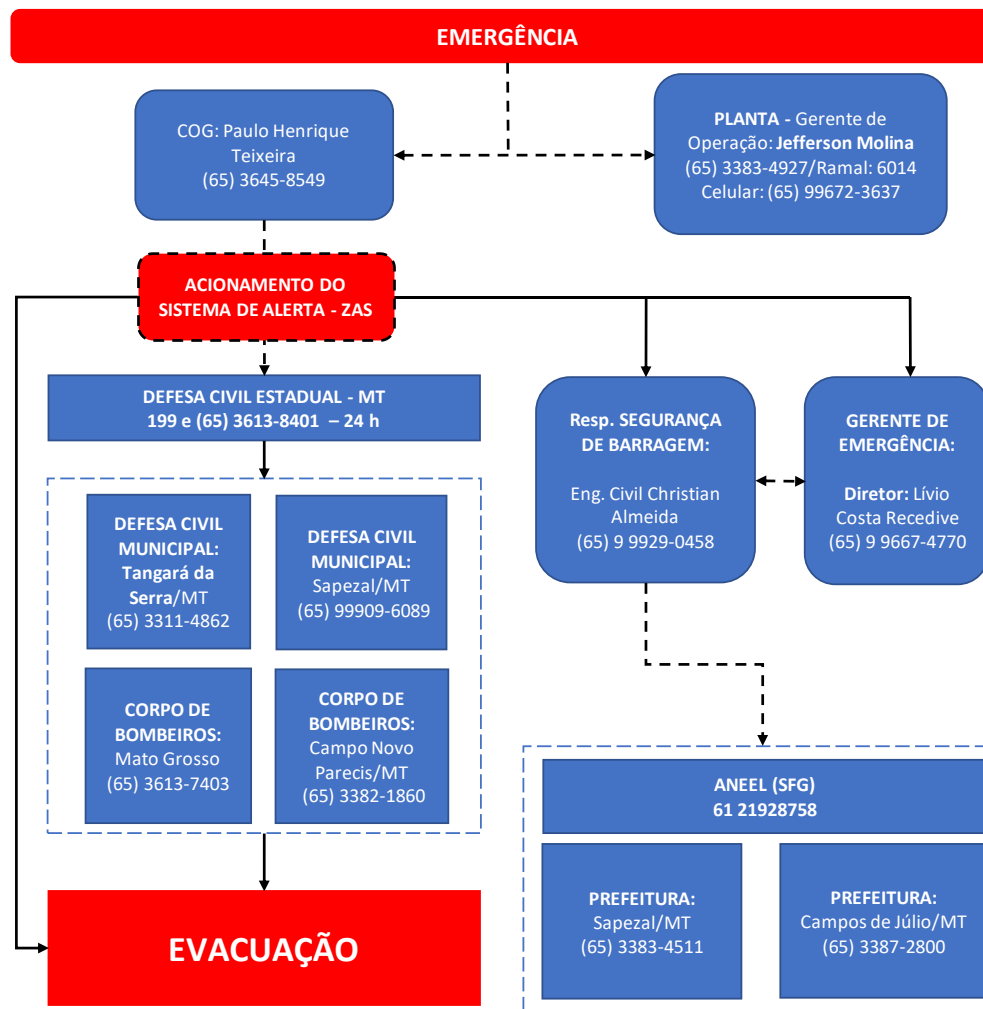 EMERGÊNCIA
COG: Paulo Henrique
Teixeira
(65) 3645-8549
PLANTA - Gerente de
Operação: Jefferson Molina
(65) 3383-4927/Ramal: 6014
Celular: (65) 99672-3637
ACIONAMENTO DO
SISTEMA DE ALERTA - ZAS
DEFESA CIVIL ESTADUAL - MT
199 e (65) 3613-8401 – 24 h
Resp. SEGURANÇA
DE BARRAGEM:
Eng. Civil Christian
Almeida
(65) 9 9929-0458
GERENTE DE
EMERGÊNCIA:
Diretor: Lívio
Costa Recedive
(65) 9 9667-4770
DEFESA CIVIL
MUNICIPAL:
Tangará da
Serra/MT
(65) 3311-4862
DEFESA CIVIL
MUNICIPAL:
Sapezal/MT
(65) 99909-6089
CORPO DE
BOMBEIROS:
Mato Grosso
(65) 3613-7403
CORPO DE
BOMBEIROS:
Campo Novo
Parecis/MT
(65) 3382-1860
ANEEL (SFG)
61 21928758
PREFEITURA:
Sapezal/MT
(65) 3383-4511
PREFEITURA:
Campos de Júlio/MT
(65) 3387-2800
EVACUAÇÃO